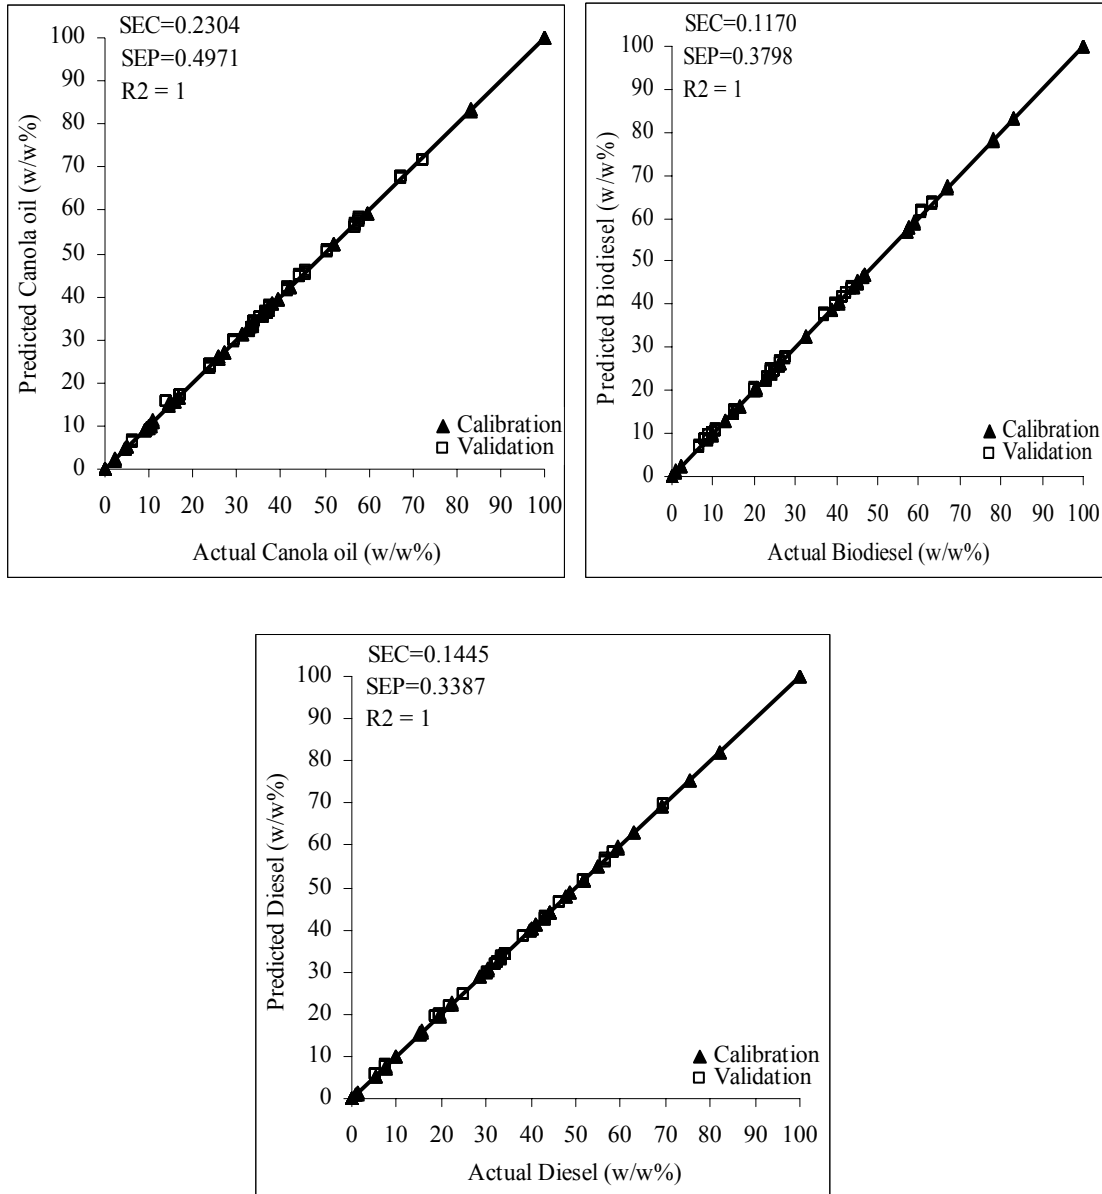 SEC=0.2304
SEP=0.4971
R2 = 1
100
90
80
70
60
50
40
30
20
10
0
Predicted Canola oil (w/w%)
Calibration
Validation
0 10 20 30 40 50 60 70 80 90 100
Actual Canola oil (w/w%)
SEC=0.1170
SEP=0.3798
R2 = 1
100
90
80
70
60
50
40
30
20
10
0
Predicted Biodiesel (w/w%)
Calibration
Validation
0 10 20 30 40 50 60 70 80 90 100
Actual Biodiesel (w/w%)
SEC=0.1445
SEP=0.3387
R2 = 1
100
90
80
70
60
50
40
30
20
10
0
Predicted Diesel (w/w%)
Calibration
Validation
0 10 20 30 40 50 60 70 80 90 100
Actual Diesel (w/w%)